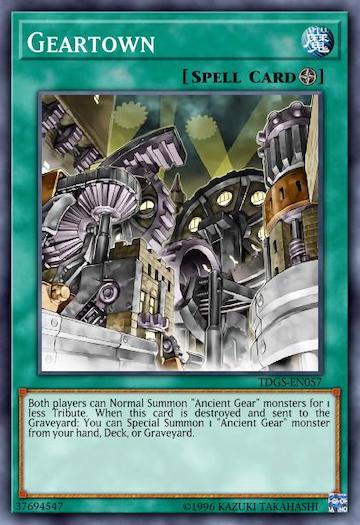 Geartown
魔
[Spell Card]
TDGS-EN057
Both players can Normal Summon "Ancient Gear" monsters for 1
less Tribute. When this card is destroyed and sent to the
Graveyard: You can Special Summon 1 "Ancient Gear" monster
from your hand, Deck, or Graveyard.
37694547
©1996 KAZUKI TAKAHASHI